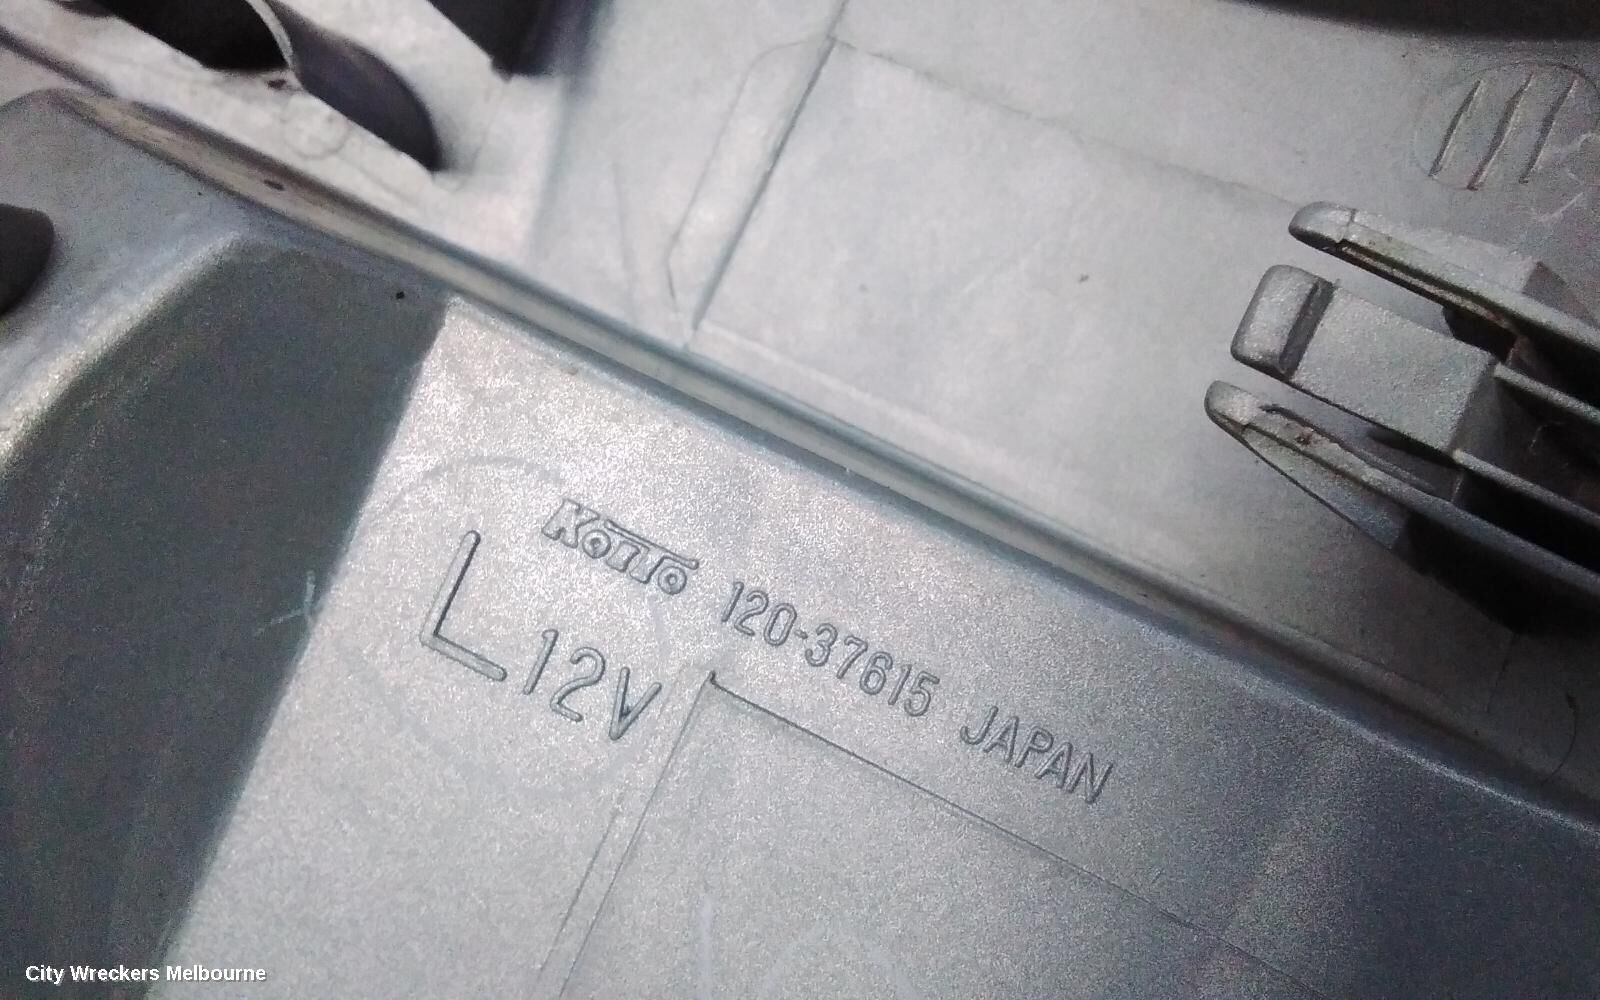 KOITO 120-37615 JAPAN
L 12V
City Wreckers Melbourne